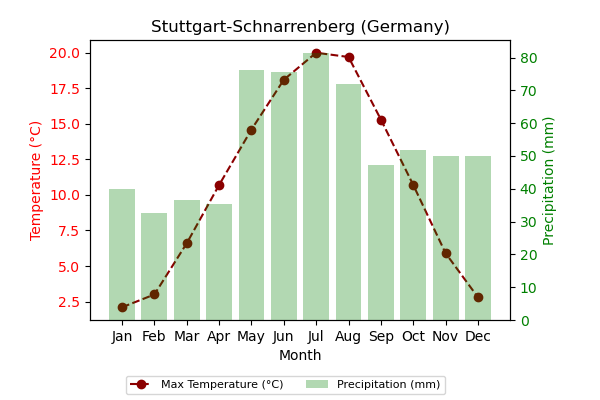 Stuttgart-Schnarrenberg (Germany)
Temperature (°C)
20.0
17.5
15.0
12.5
10.0
7.5
5.0
2.5
80
70
60
50
40
30
20
10
0
Precipitation (mm)
Jan Feb Mar Apr May Jun Jul Aug Sep Oct Nov Dec
Month
Max Temperature (°C) Precipitation (mm)